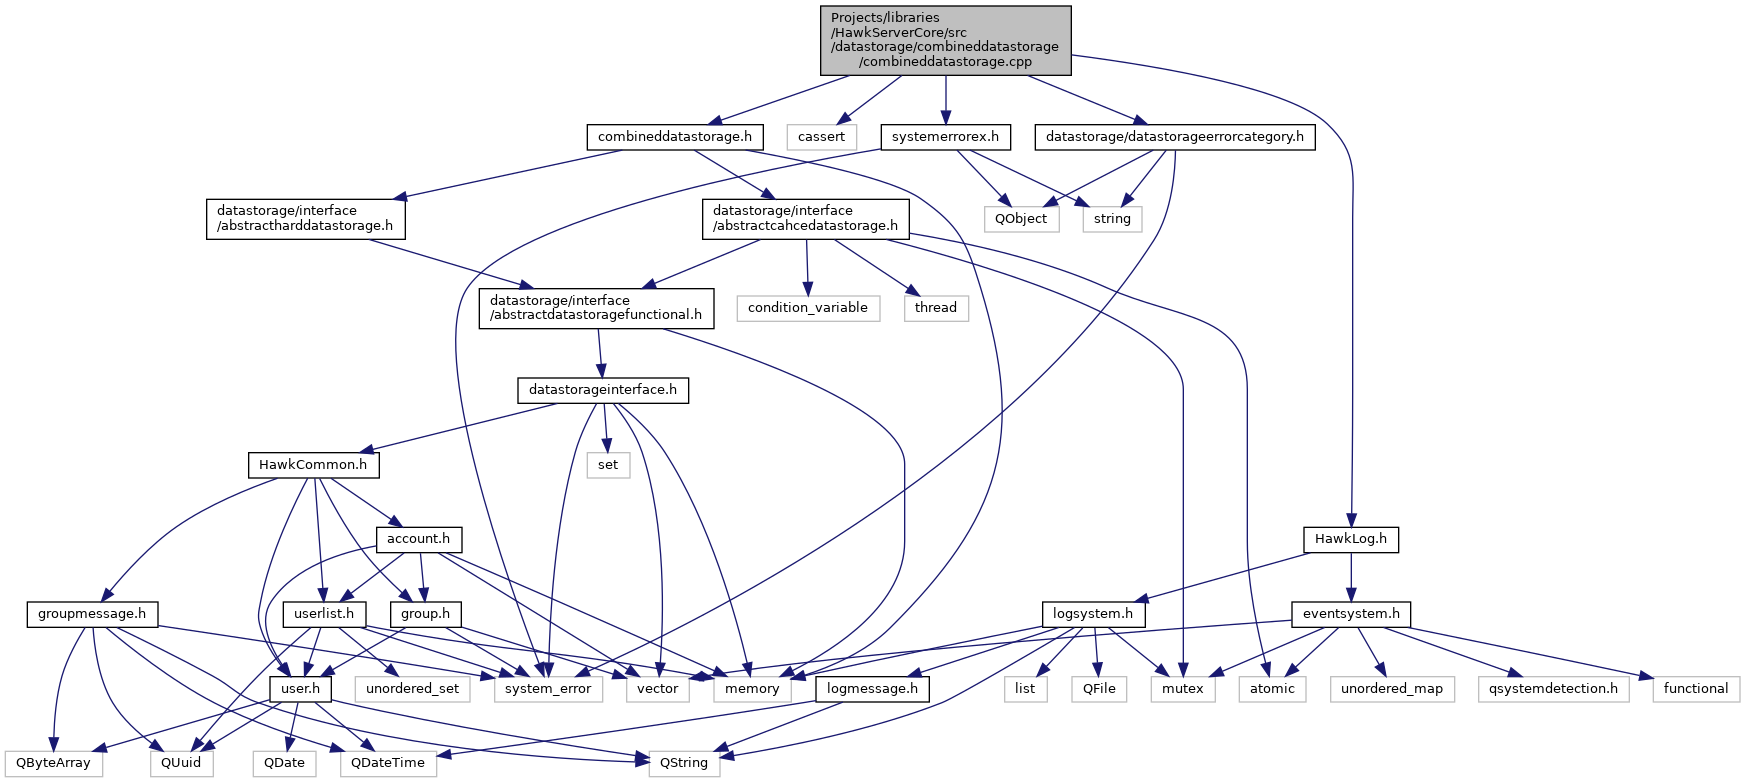 Projects/libraries
/HawkServerCore/src
/datastorage/combineddatastorage
/combineddatastorage.cpp
combineddatastorage.h
cassert
systemerrorex.h
datastorage/datastorageerrorcategory.h
datastorage/interface
/abstractharddatastorage.h
datastorage/interface
/abstractcahcedatastorage.h
QObject
string
datastorage/interface
/abstractdatastoragefunctional.h
condition_variable
thread
datastorageinterface.h
HawkCommon.h
set
account.h
HawkLog.h
groupmessage.h
userlist.h
group.h
logsystem.h
eventsystem.h
user.h
unordered_set
system_error
vector
memory
logmessage.h
list
QFile
mutex
atomic
unordered_map
qsystemdetection.h
functional
QByteArray
QUuid
QDate
QDateTime
QString